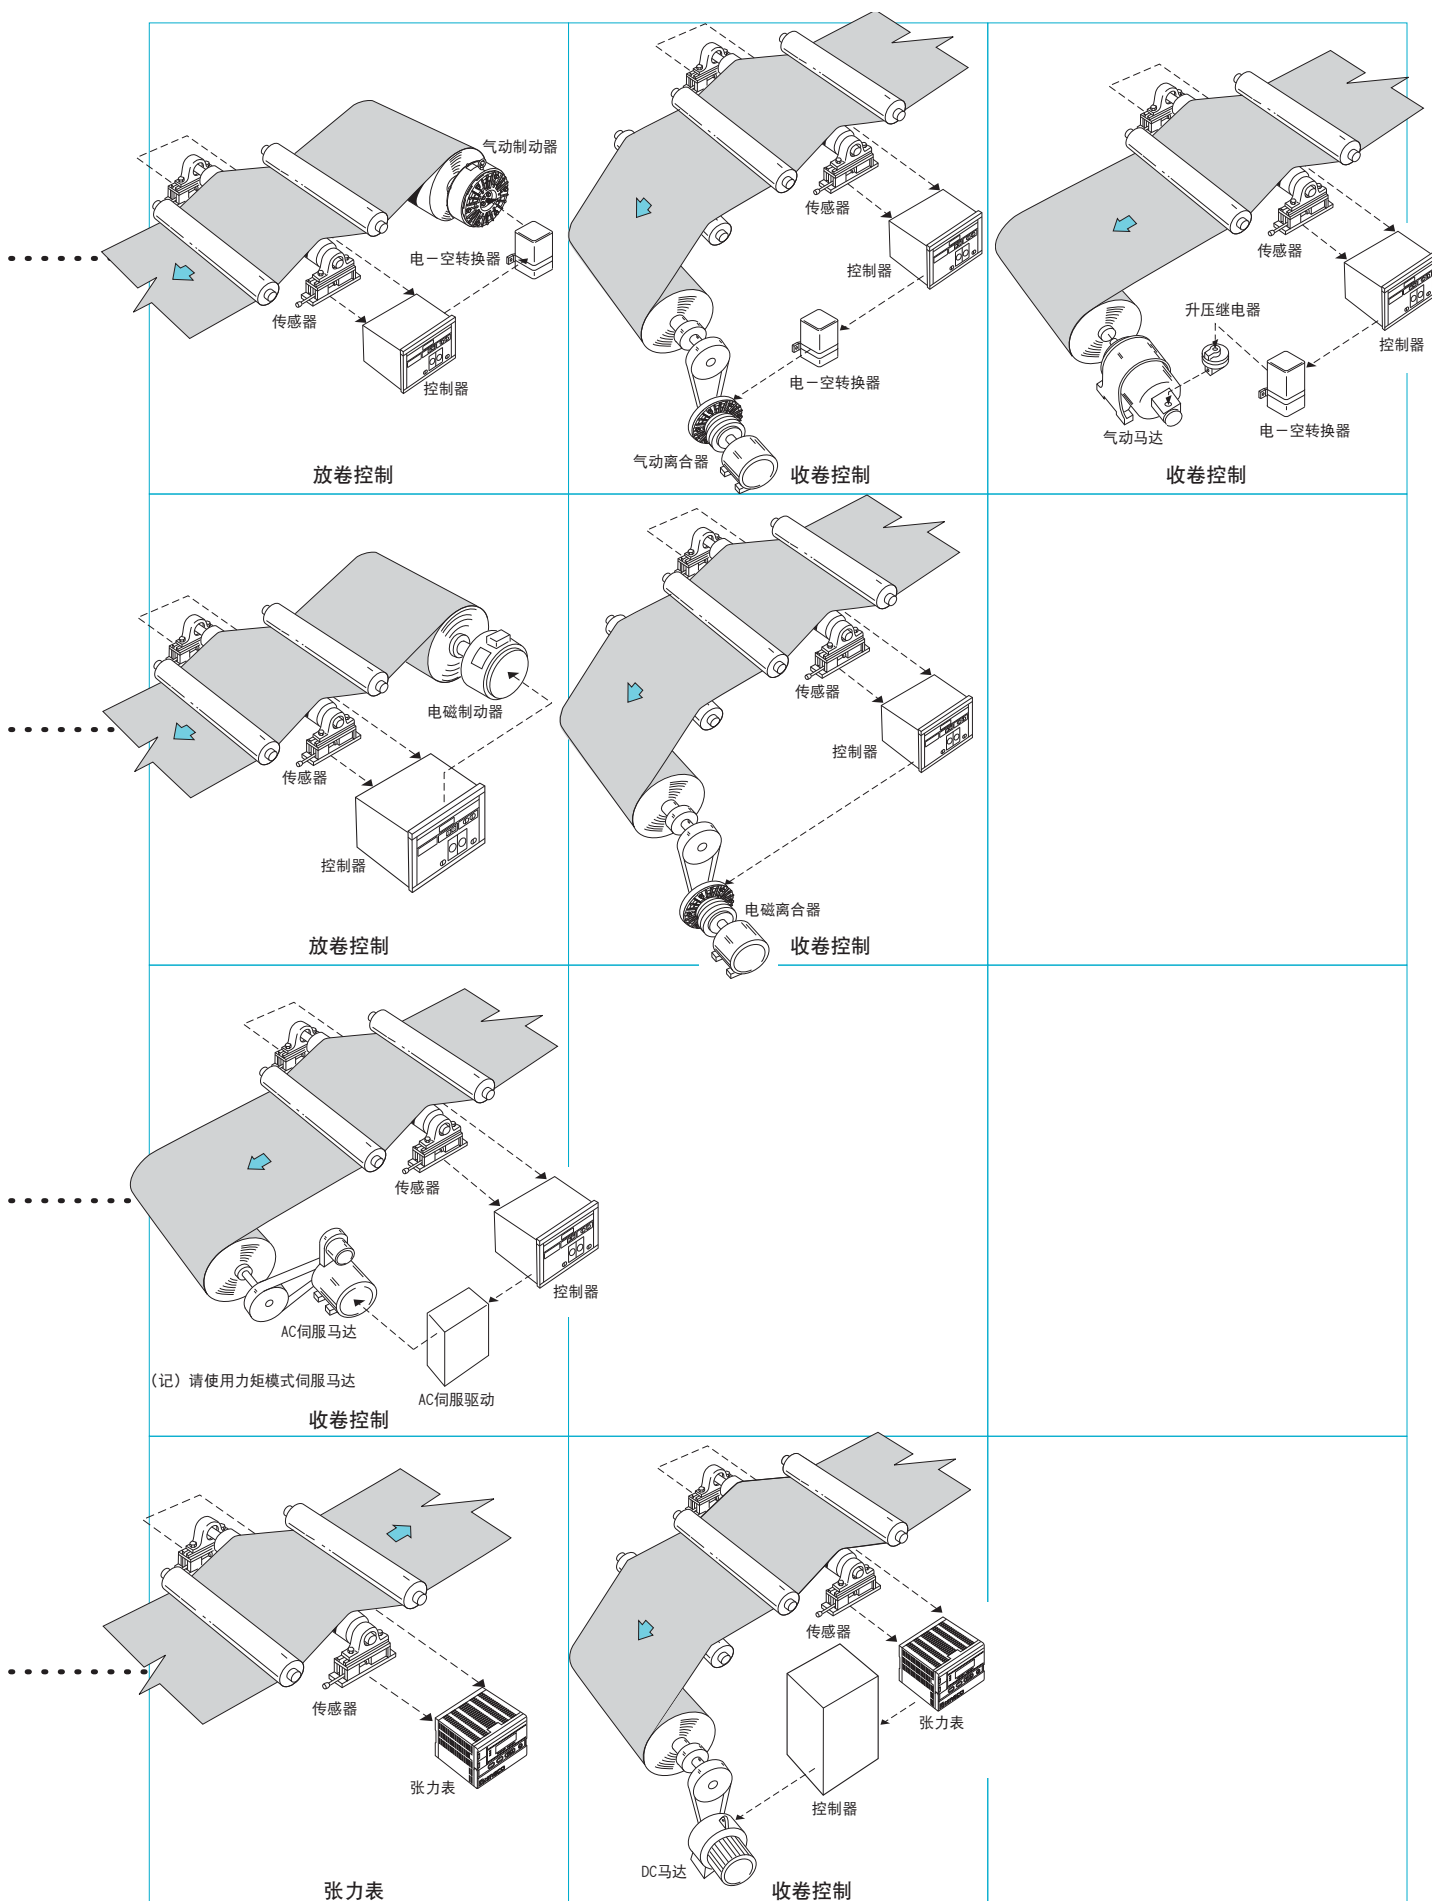 气动制动器
电－空转换器
传感器
控制器
放卷控制
传感器
控制器
电－空转换器
气动离合器
收卷控制
传感器
控制器
升压继电器
电－空转换器
气动马达
收卷控制
电磁制动器
传感器
控制器
放卷控制
传感器
控制器
电磁离合器
收卷控制
传感器
控制器
AC伺服马达
AC伺服驱动
（记）请使用力矩模式伺服马达
收卷控制
传感器
张力表
张力表
传感器
张力表
控制器
DC马达
收卷控制